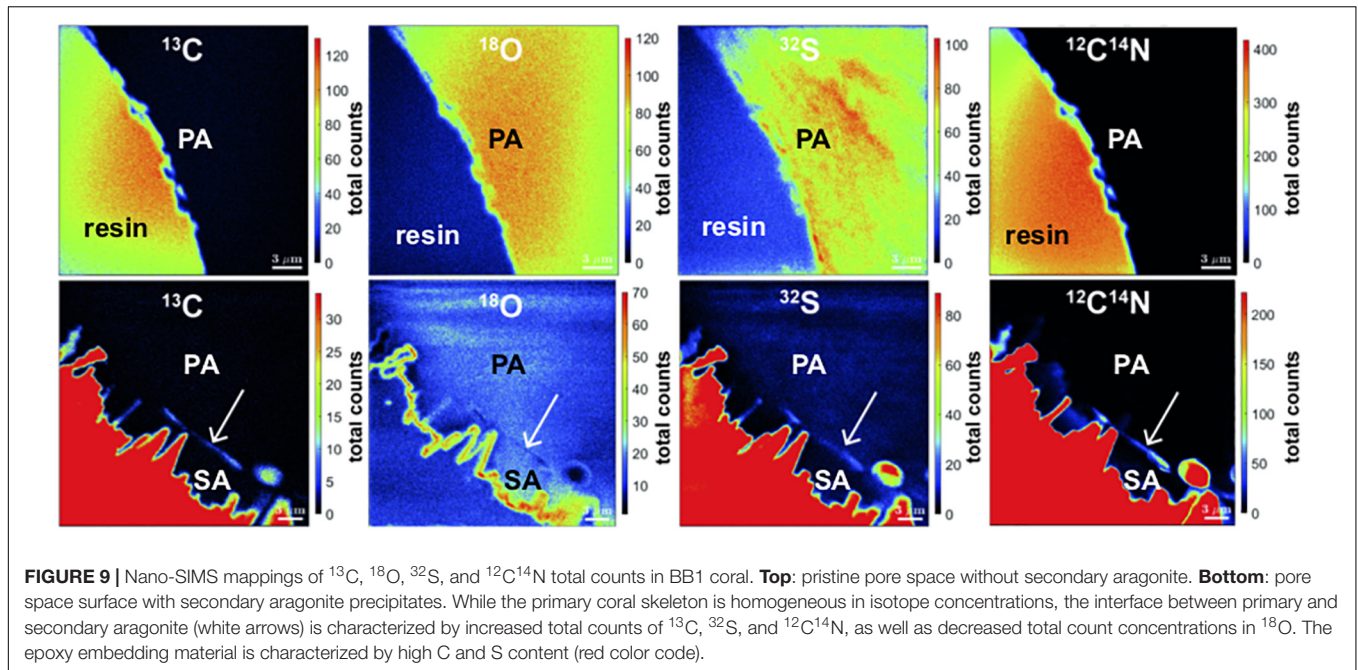 ¹³C
PA
resin
3 µm
120
100
80
60
40
20
0
total counts
¹⁸O
PA
resin
3 µm
120
100
80
60
40
20
0
total counts
³²S
PA
resin
3 µm
100
80
60
40
20
0
total counts
¹²C¹⁴N
PA
resin
3 µm
400
300
200
100
0
total counts
¹³C
PA
SA
3 µm
30
25
20
15
10
5
0
total counts
¹⁸O
PA
SA
3 µm
70
60
50
40
30
20
10
total counts
³²S
PA
SA
3 µm
80
60
40
20
0
total counts
¹²C¹⁴N
PA
SA
3 µm
200
150
100
50
0
total counts
FIGURE 9 | Nano-SIMS mappings of ¹³C, ¹⁸O, ³²S, and ¹²C¹⁴N total counts in BB1 coral. Top: pristine pore space without secondary aragonite. Bottom: pore
space surface with secondary aragonite precipitates. While the primary coral skeleton is homogeneous in isotope concentrations, the interface between primary and
secondary aragonite (white arrows) is characterized by increased total counts of ¹³C, ³²S, and ¹²C¹⁴N, as well as decreased total count concentrations in ¹⁸O. The
epoxy embedding material is characterized by high C and S content (red color code).